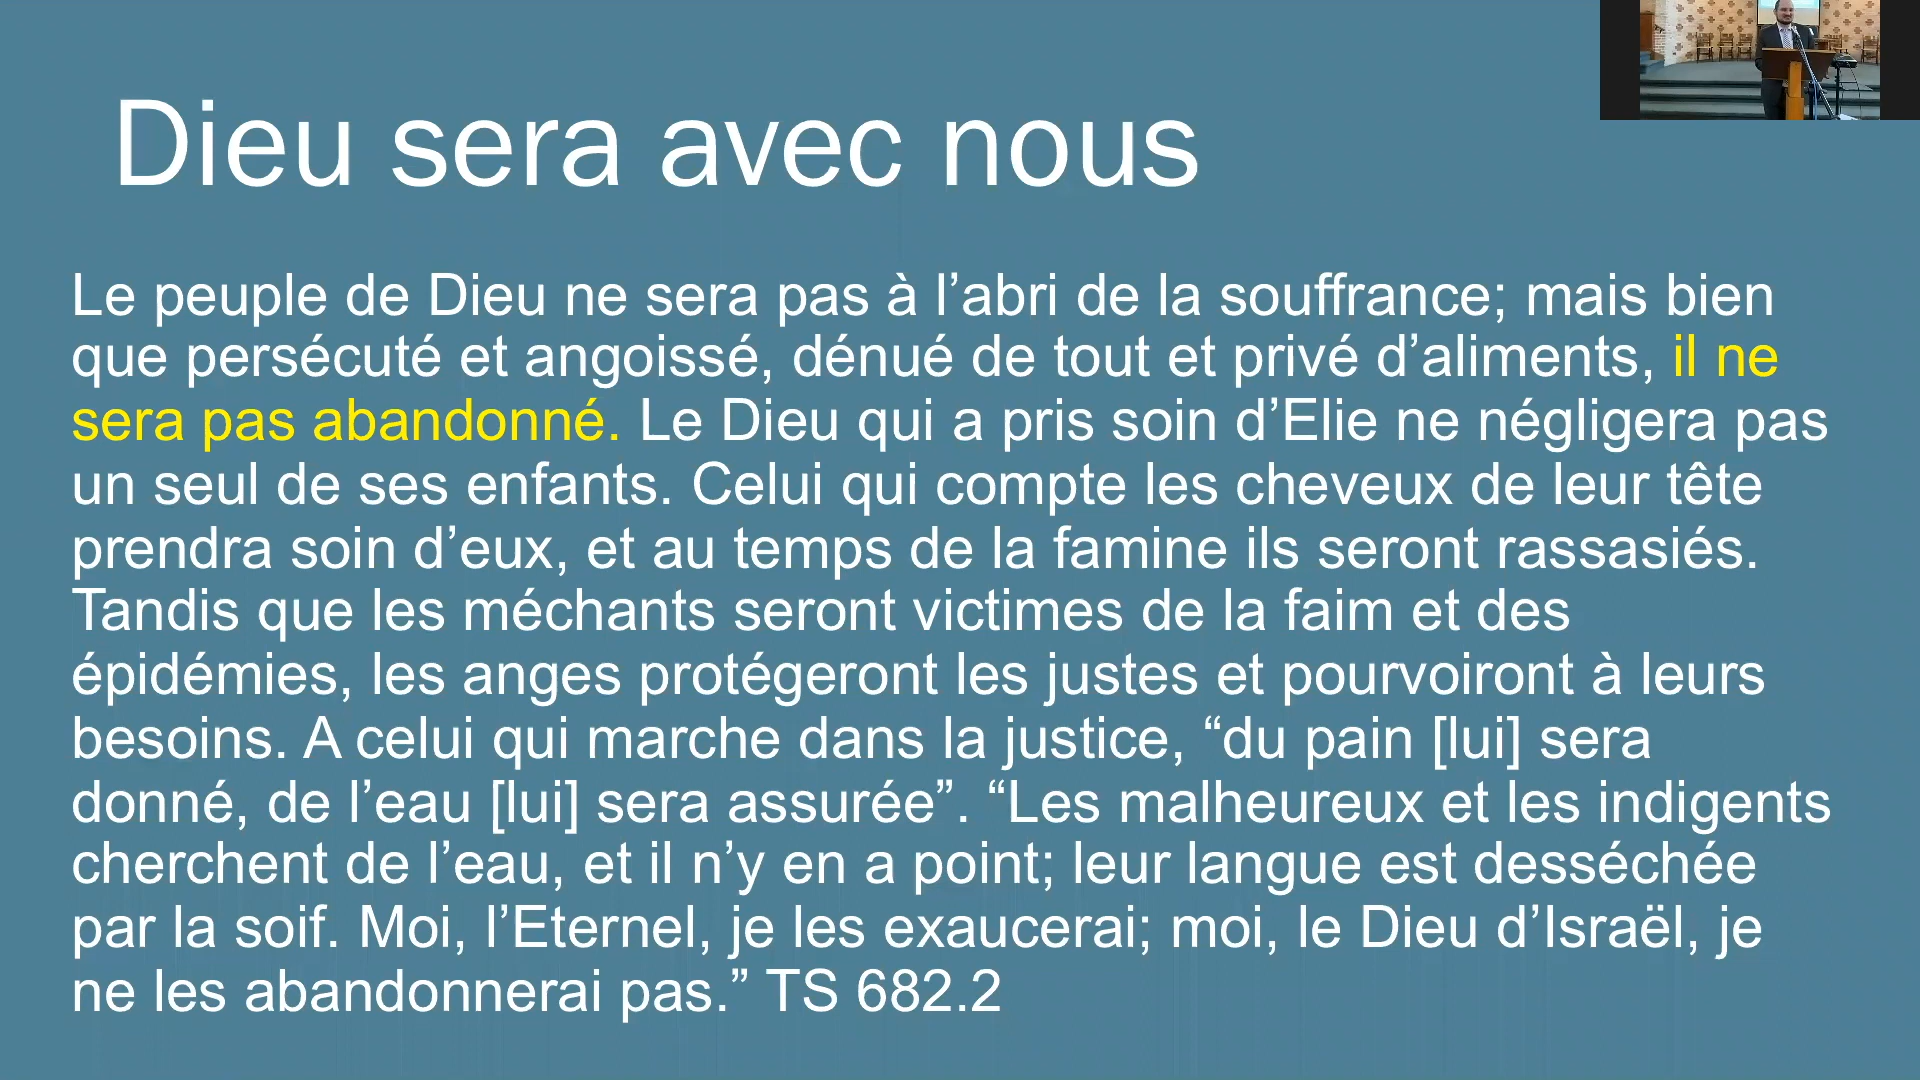 Dieu sera avec nous
Le peuple de Dieu ne sera pas à l’abri de la souffrance; mais bien
que persécuté et angoissé, dénué de tout et privé d’aliments, il ne
sera pas abandonné. Le Dieu qui a pris soin d’Elie ne négligera pas
un seul de ses enfants. Celui qui compte les cheveux de leur tête
prendra soin d’eux, et au temps de la famine ils seront rassasiés.
Tandis que les méchants seront victimes de la faim et des
épidémies, les anges protégeront les justes et pourvoiront à leurs
besoins. A celui qui marche dans la justice, “du pain [lui] sera
donné, de l’eau [lui] sera assurée”. “Les malheureux et les indigents
cherchent de l’eau, et il n’y en a point; leur langue est desséchée
par la soif. Moi, l’Eternel, je les exaucerai; moi, le Dieu d’Israël, je
ne les abandonnerai pas.” TS 682.2